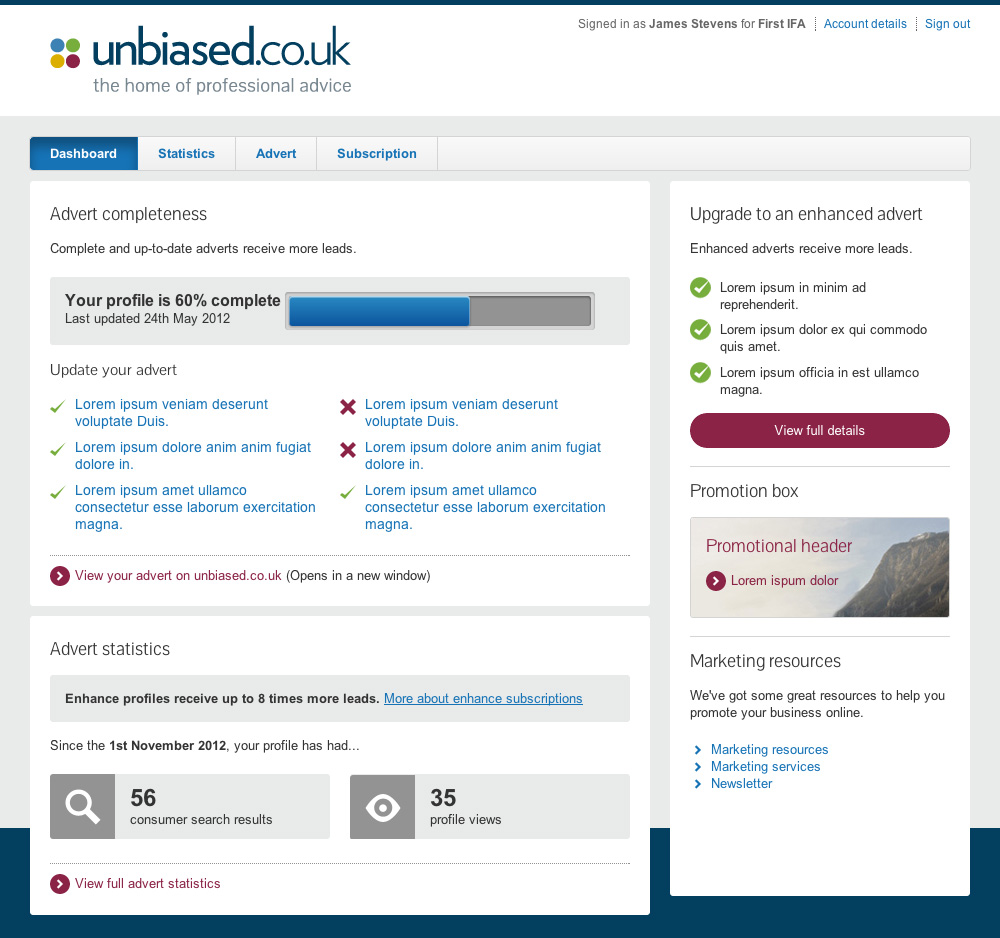 Signed in as James Stevens for First IFA
Account details
Sign out
unbiased.co.uk
the home of professional advice
Dashboard
Statistics
Advert
Subscription
Advert completeness
Complete and up-to-date adverts receive more leads.
Your profile is 60% complete
Last updated 24th May 2012
Update your advert
Lorem ipsum veniam deserunt
voluptate Duis.
Lorem ipsum dolore anim anim fugiat
dolore in.
Lorem ipsum amet ullamco
consectetur esse laborum exercitation
magna.
Lorem ipsum veniam deserunt
voluptate Duis.
Lorem ipsum dolore anim anim fugiat
dolore in.
Lorem ipsum amet ullamco
consectetur esse laborum exercitation
magna.
View your advert on unbiased.co.uk (Opens in a new window)
Advert statistics
Enhance profiles receive up to 8 times more leads. More about enhance subscriptions
Since the 1st November 2012, your profile has had...
56
consumer search results
35
profile views
View full advert statistics
Upgrade to an enhanced advert
Enhanced adverts receive more leads.
Lorem ipsum in minim ad
reprehenderit.
Lorem ipsum dolor ex qui commodo
quis amet.
Lorem ipsum officia in est ullamco
magna.
View full details
Promotion box
Promotional header
Lorem ispum dolor
Marketing resources
We've got some great resources to help you
promote your business online.
Marketing resources
Marketing services
Newsletter